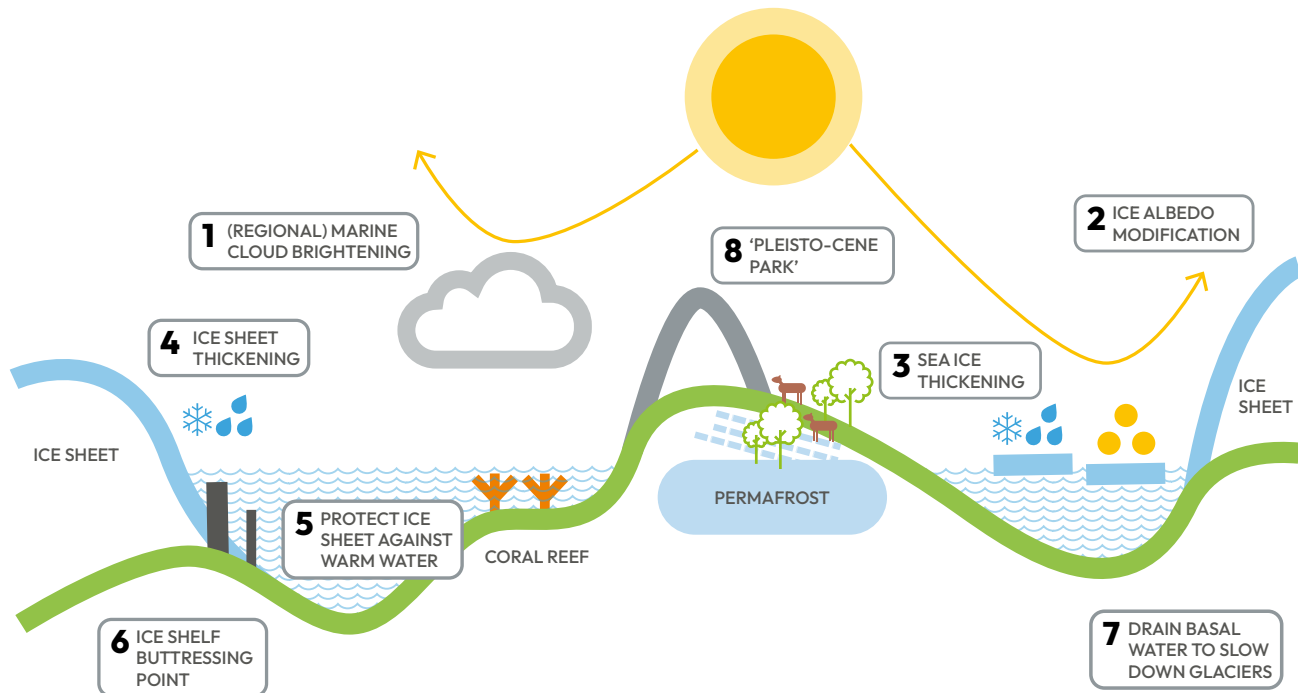 1 (REGIONAL) MARINE
CLOUD BRIGHTENING
2 ICE ALBEDO
MODIFICATION
8 ‘PLEISTO-CENE
PARK’
4 ICE SHEET
THICKENING
3 SEA ICE
THICKENING
ICE
SHEET
ICE SHEET
PERMAFROST
5 PROTECT ICE
SHEET AGAINST
WARM WATER
CORAL REEF
6 ICE SHELF
BUTTRESSING
POINT
7 DRAIN BASAL
WATER TO SLOW
DOWN GLACIERS